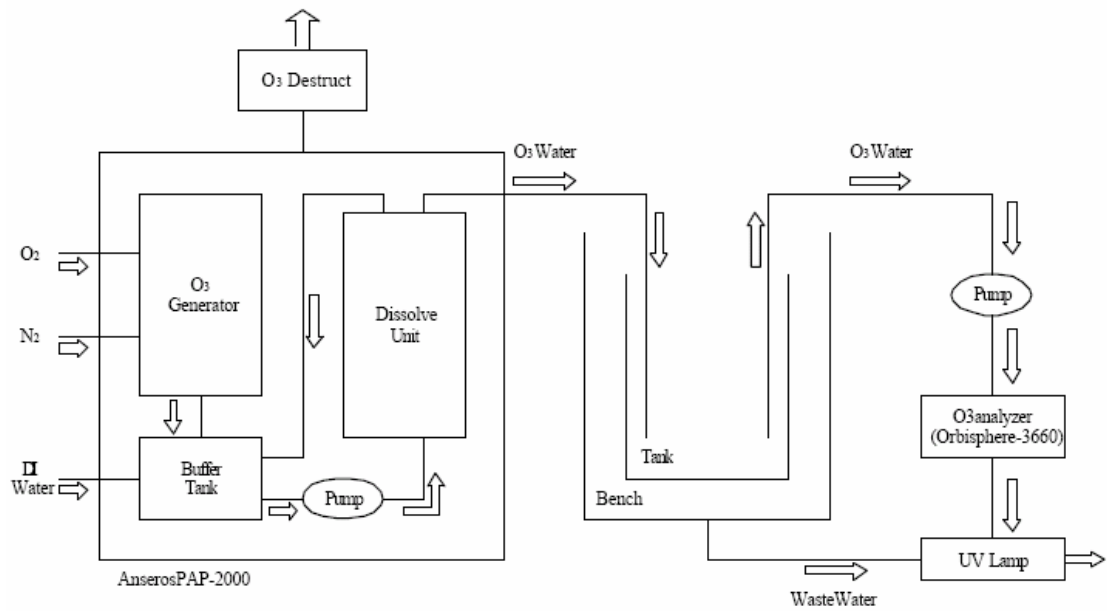 O3 Destruct
O3 Water
O3 Water
O2
N2
O3
Generator
Dissolve
Unit
Pump
O3analyzer
(Orbisphere-3660)
DI
Water
Buffer
Tank
Pump
Tank
Bench
UV Lamp
AnserosPAP-2000
WasteWater